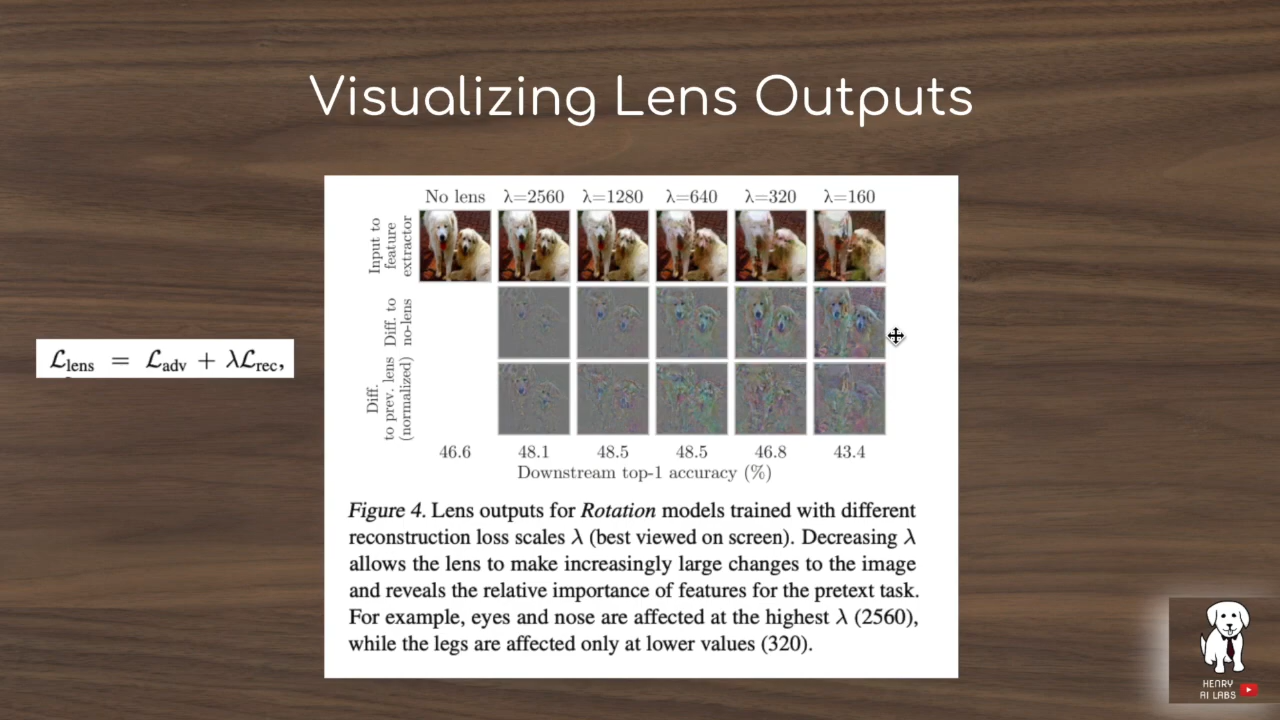 Visualizing Lens Outputs
No lens λ=2560 λ=1280 λ=640 λ=320 λ=160
Input to
feature
extractor
Diff. to
no-lens
Diff.
to prev. lens
(normalized)
46.6 48.1 48.5 48.5 46.8 43.4
Downstream top-1 accuracy (%)
ℒlens = ℒadv + λℒrec,
Figure 4. Lens outputs for Rotation models trained with different
reconstruction loss scales λ (best viewed on screen). Decreasing λ
allows the lens to make increasingly large changes to the image
and reveals the relative importance of features for the pretext task.
For example, eyes and nose are affected at the highest λ (2560),
while the legs are affected only at lower values (320).
HENRY
AI LABS